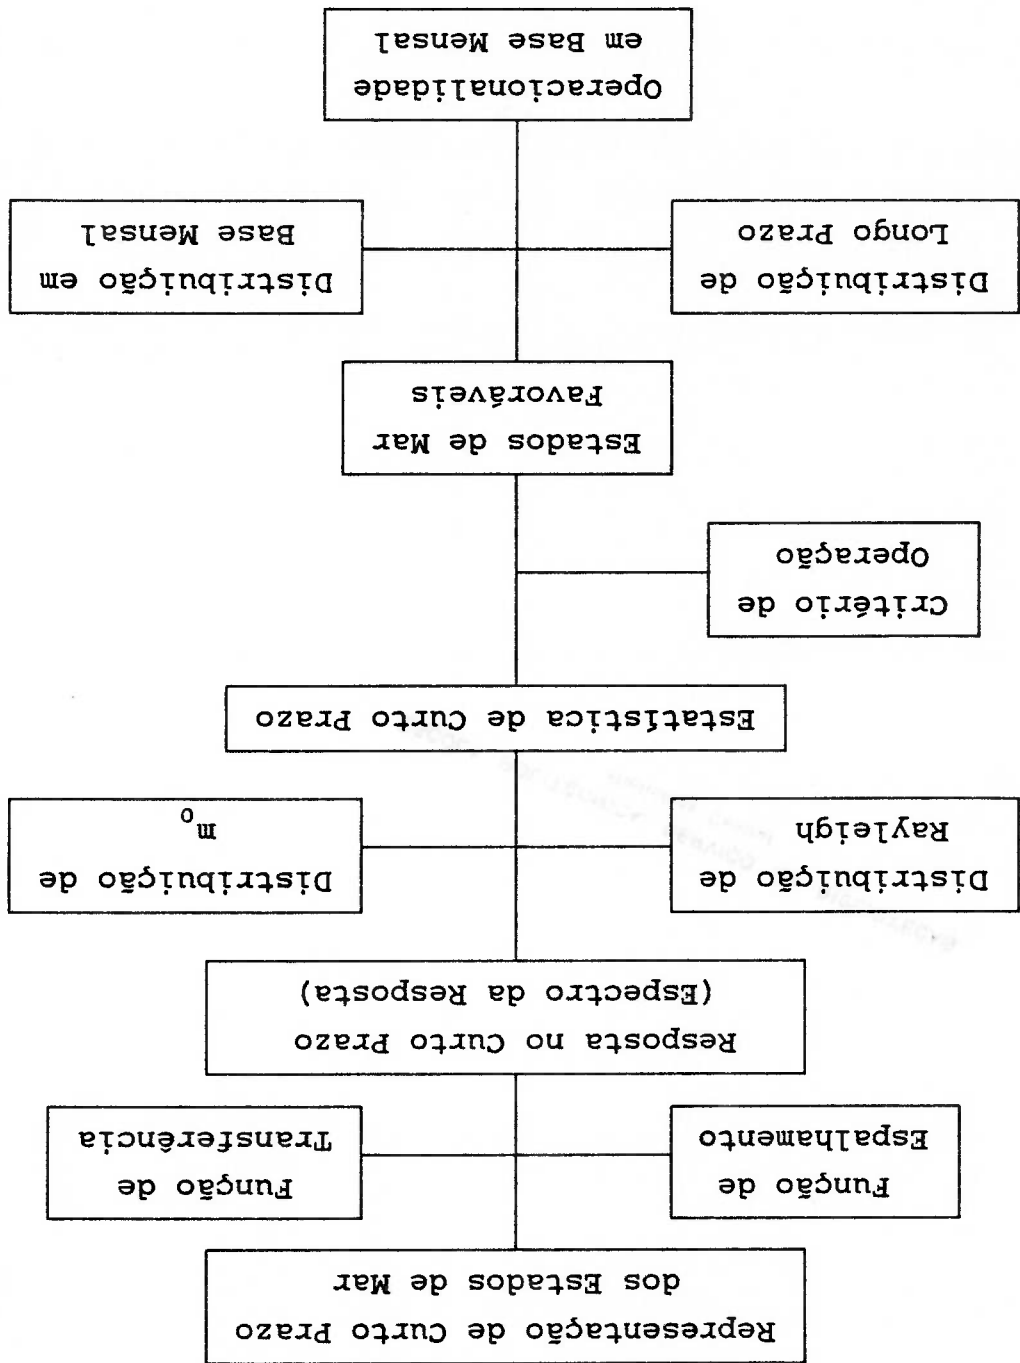 Representação de Curto Prazo
dos Estados de Mar
Função de
Espalhamento
Função de
Transferência
Resposta no Curto Prazo
(Espectro da Resposta)
Distribuição de
Rayleigh
Distribuição de
m₀
Estatística de Curto Prazo
Critério de
Operação
Estados de Mar
Favoráveis
Distribuição de
Longo Prazo
Distribuição em
Base Mensal
Operacionalidade
em Base Mensal